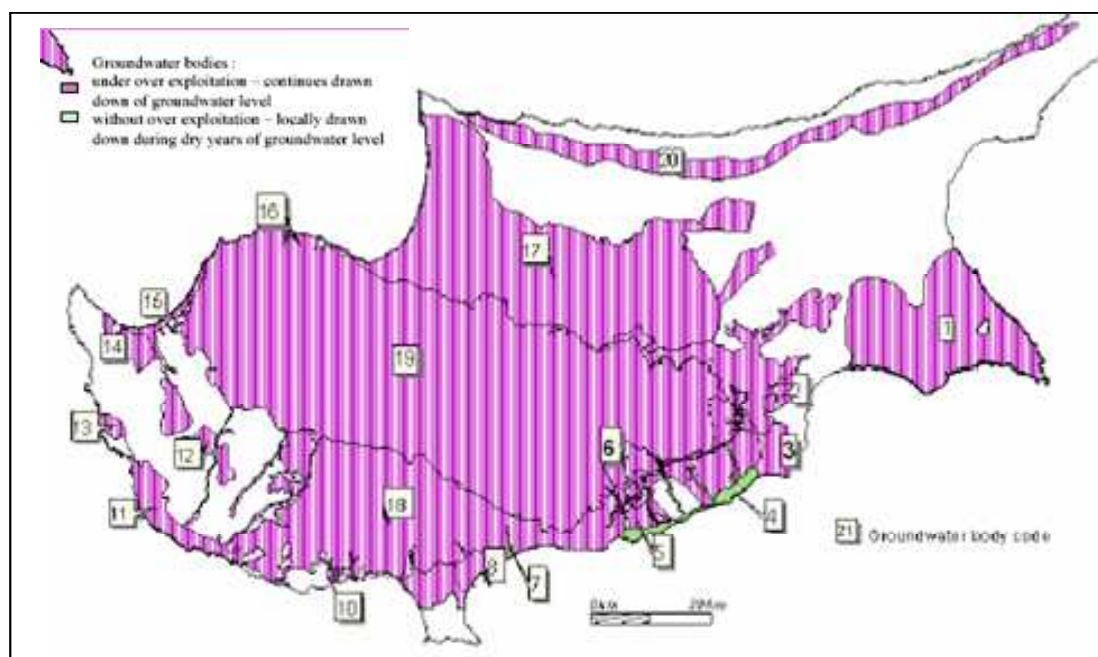 Groundwater bodies :
under over exploitation – continues drawn
down of groundwater level
without over exploitation – locally drawn
down during dry years of groundwater level
20
16
17
15
1
14
19
2
13
12
6
3
11
18
4
21 Groundwater body code
5
8
7
10
0km